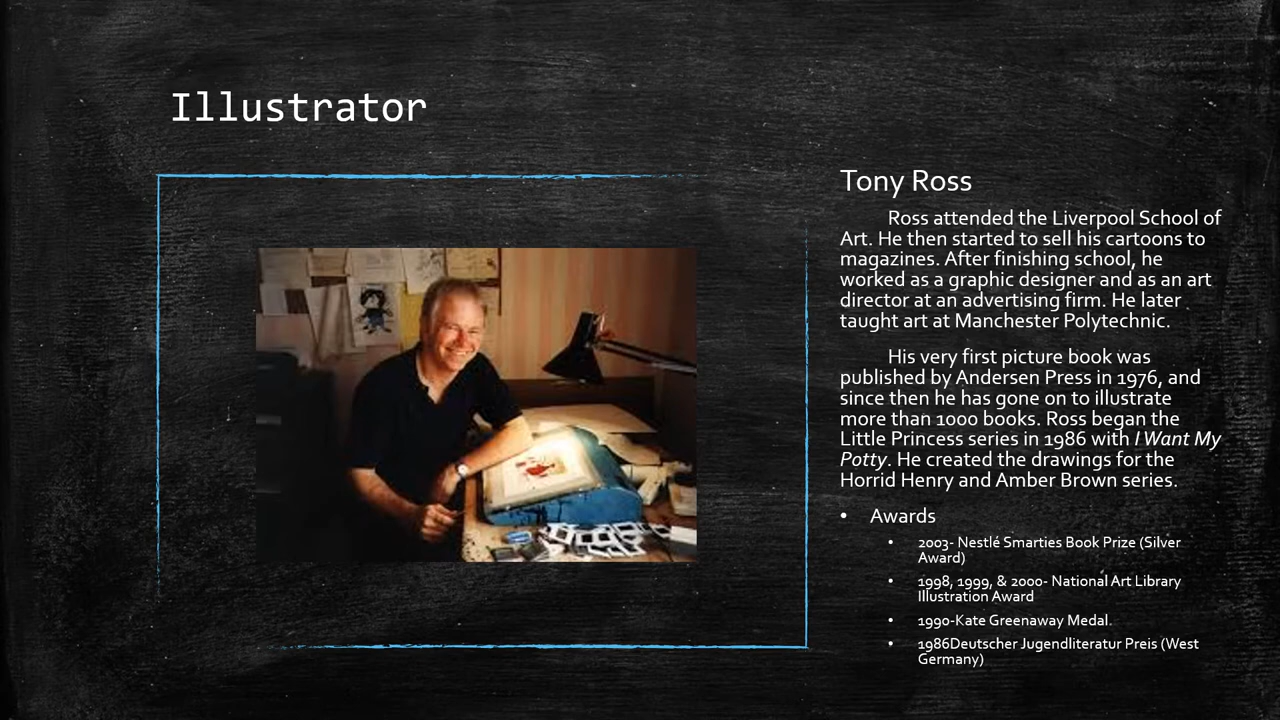 Illustrator
Tony Ross
Ross attended the Liverpool School of
Art. He then started to sell his cartoons to
magazines. After finishing school, he
worked as a graphic designer and as an art
director at an advertising firm. He later
taught art at Manchester Polytechnic.
His very first picture book was
published by Andersen Press in 1976, and
since then he has gone on to illustrate
more than 1000 books. Ross began the
Little Princess series in 1986 with I Want My
Potty. He created the drawings for the
Horrid Henry and Amber Brown series.
• Awards
• 2003- Nestlé Smarties Book Prize (Silver
Award)
• 1998, 1999, & 2000- National Art Library
Illustration Award
• 1990-Kate Greenaway Medal.
• 1986Deutscher Jugendliteratur Preis (West
Germany)